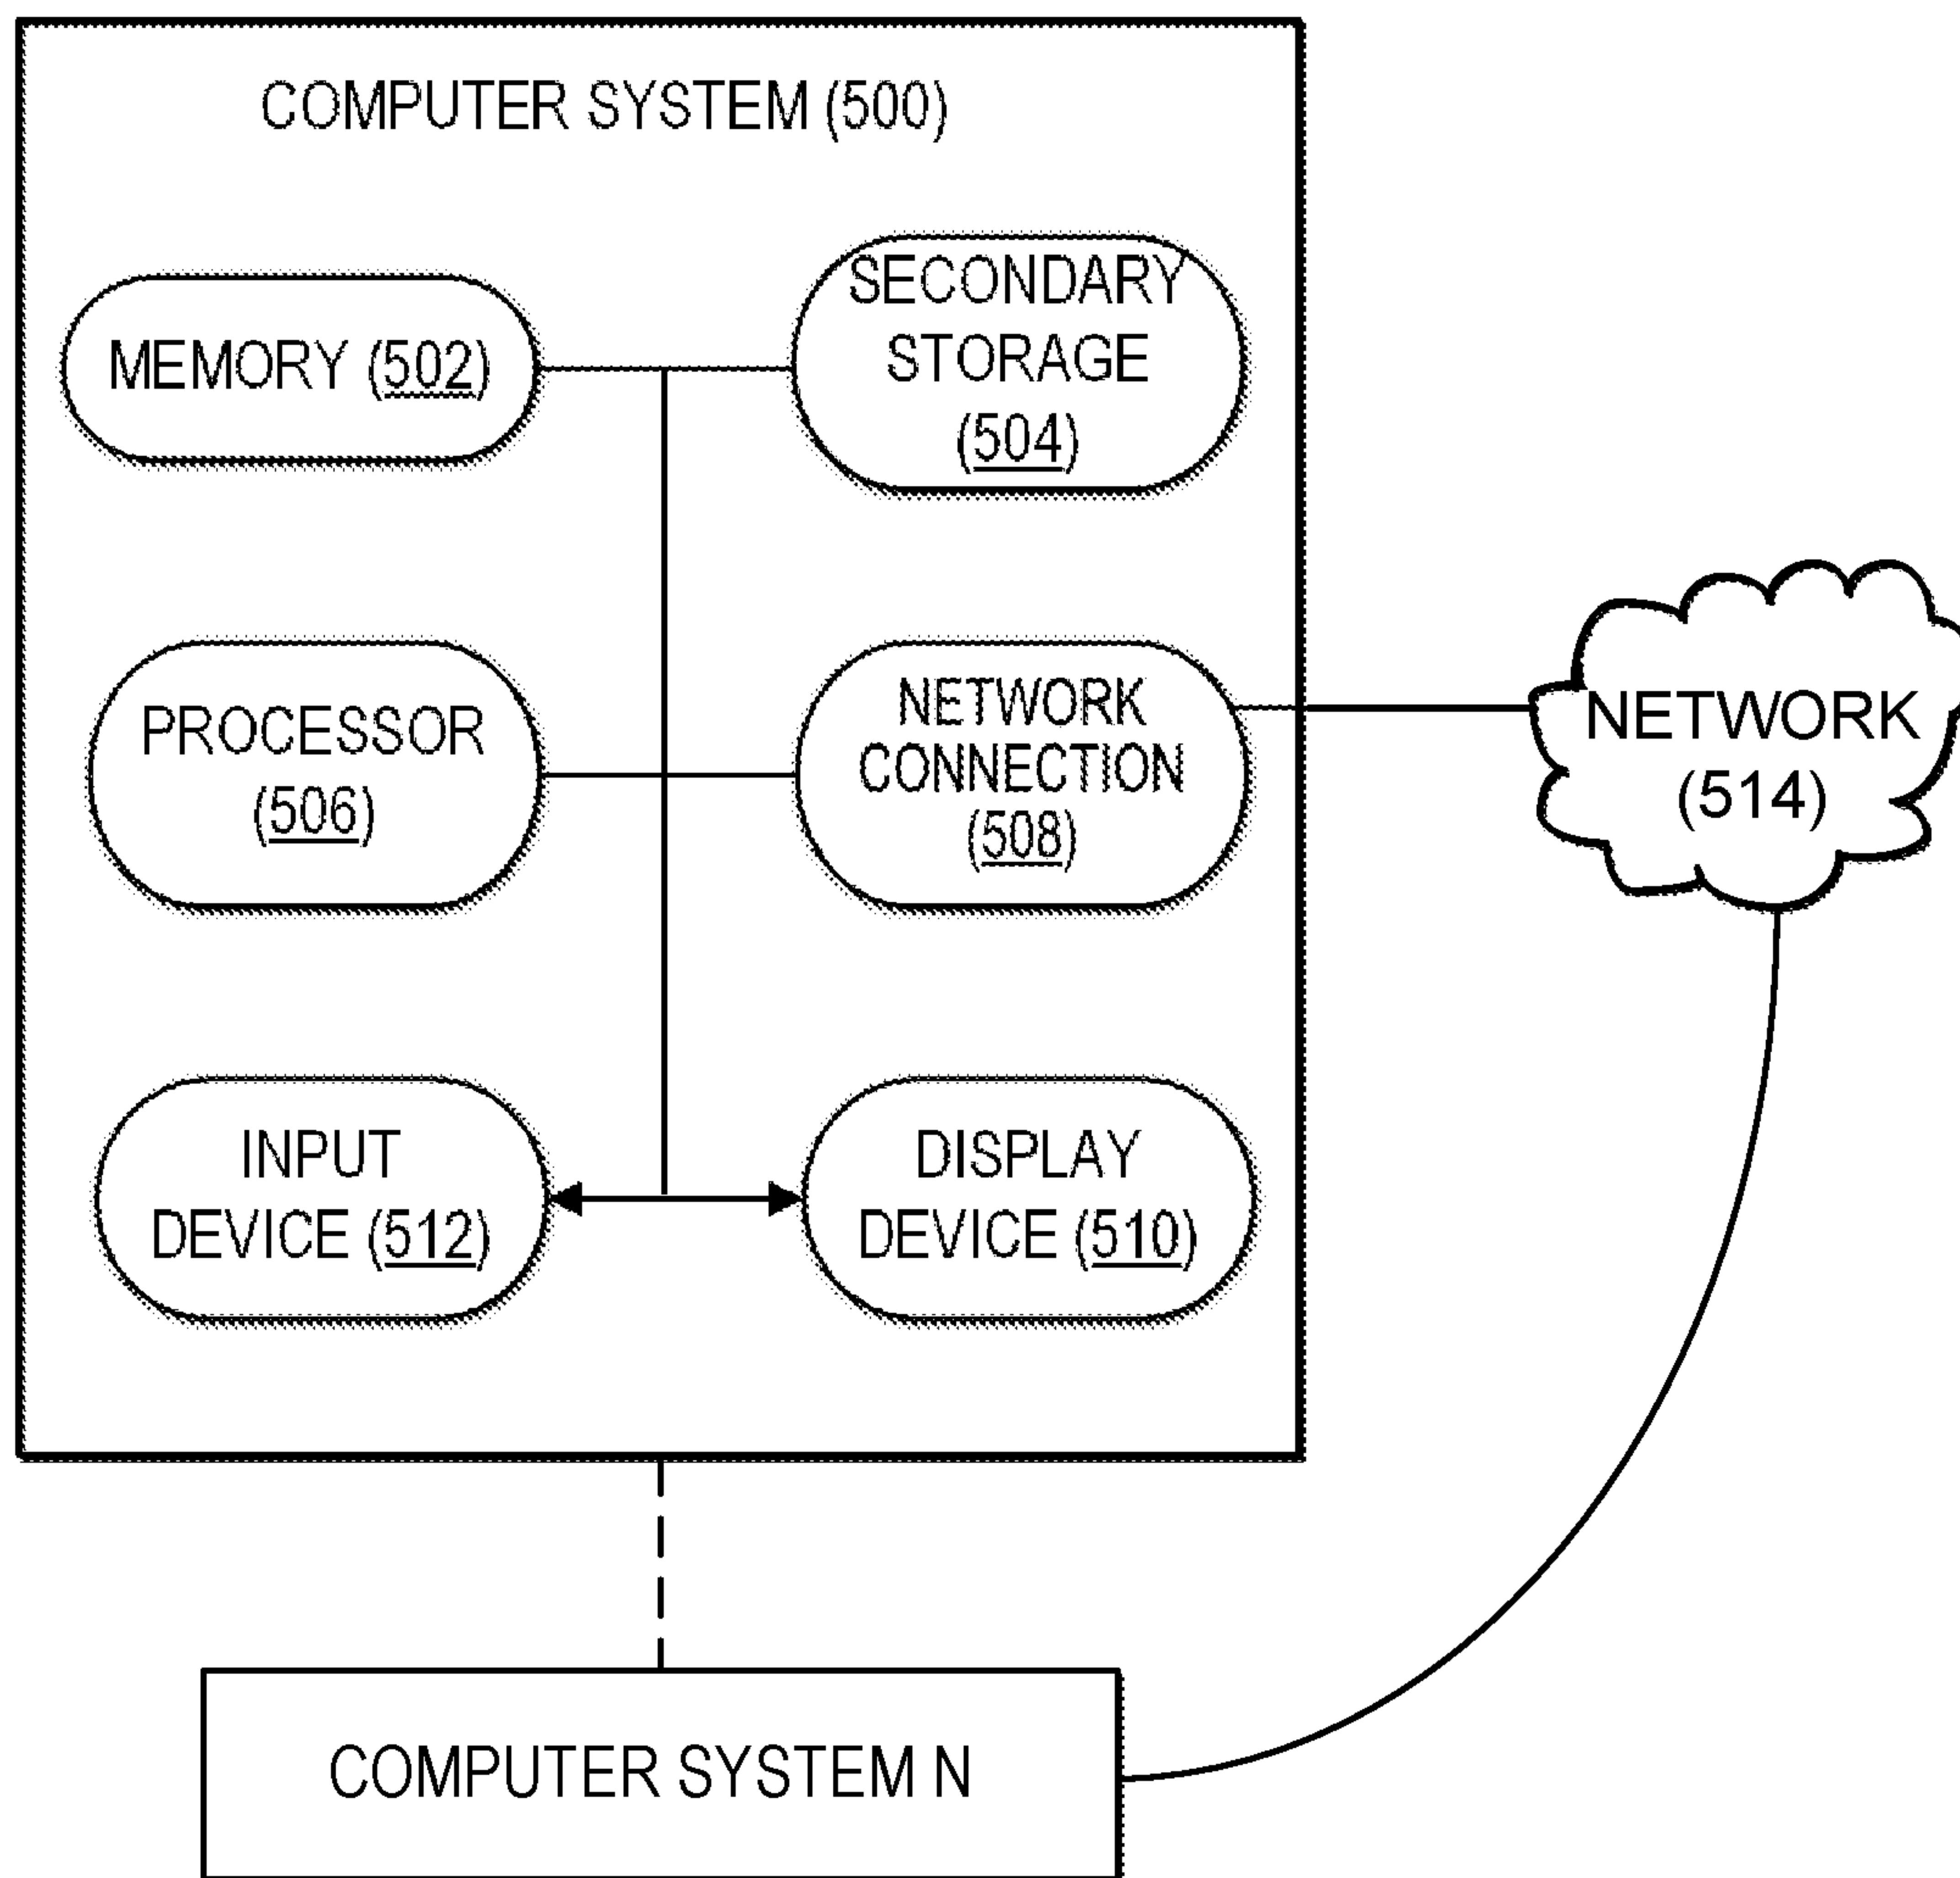 COMPUTER SYSTEM (500)
MEMORY (502)
SECONDARY
STORAGE
(504)
PROCESSOR
(506)
NETWORK
CONNECTION
(508)
NETWORK
(514)
INPUT
DEVICE (512)
DISPLAY
DEVICE (510)
COMPUTER SYSTEM N